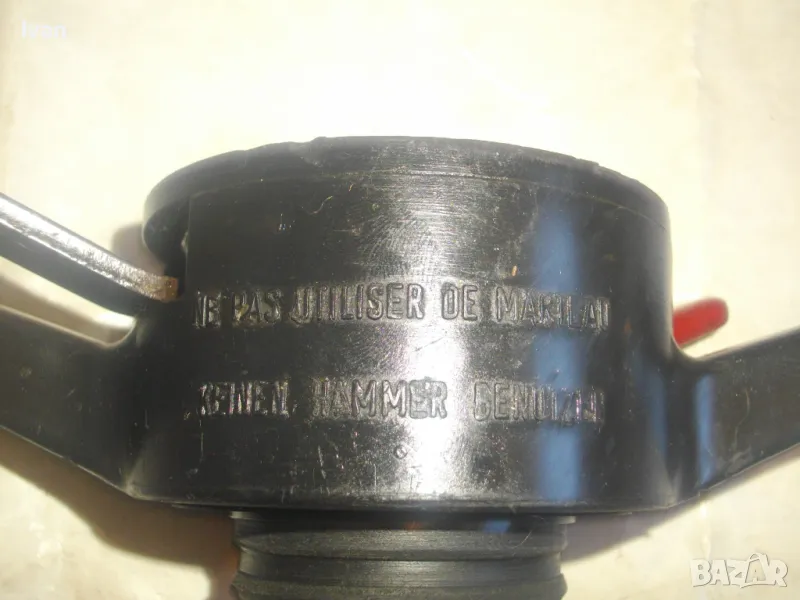 NE PAS UTILISER DE MARTEAU
KEINEN HAMMER BENUTZEN
BAZAR